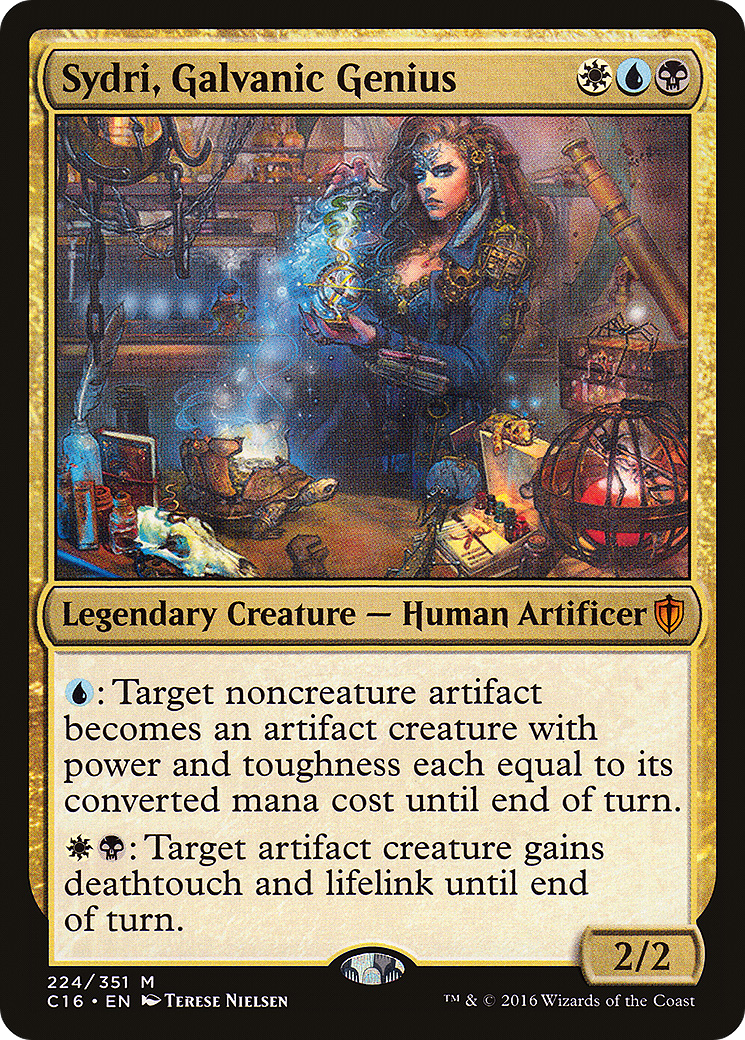 Sydri, Galvanic Genius
Legendary Creature — Human Artificer
: Target noncreature artifact
becomes an artifact creature with
power and toughness each equal to its
converted mana cost until end of turn.
: Target artifact creature gains
deathtouch and lifelink until end
of turn.
2/2
224/351 M
C16 • EN Terese Nielsen
™ & © 2016 Wizards of the Coast